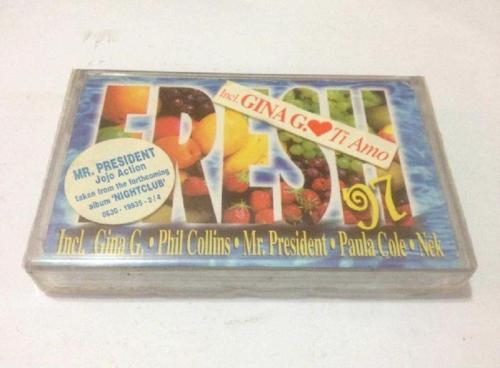 FRESH
Incl. GINA G. ♥ Ti Amo
'97
MR. PRESIDENT
Jojo Action
taken from the forthcoming
album 'NIGHTCLUB'
0630 - 19935 - 2 / 4
Incl. Gina G. • Phil Collins • Mr. President • Paula Cole • Nek